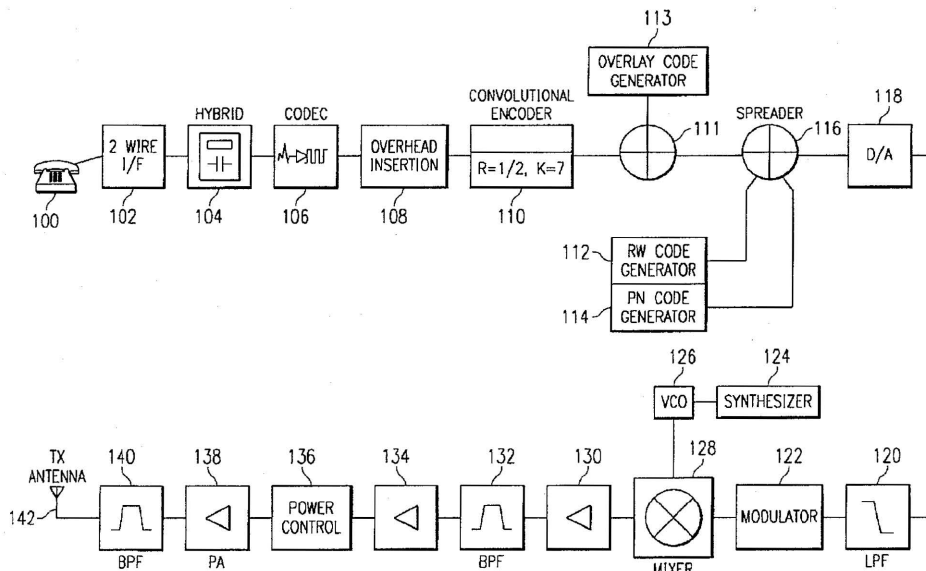 113
OVERLAY CODE
GENERATOR
HYBRID
CODEC
CONVOLUTIONAL
ENCODER
111
SPREADER
116
118
2 WIRE
I/F
OVERHEAD
INSERTION
R=1/2, K=7
D/A
100
102
104
106
108
110
112
RW CODE
GENERATOR
114
PN CODE
GENERATOR
126
124
VCO
SYNTHESIZER
TX
ANTENNA
140
138
136
134
132
130
128
122
120
142
POWER
CONTROL
MODULATOR
BPF
PA
BPF
MIXER
LPF